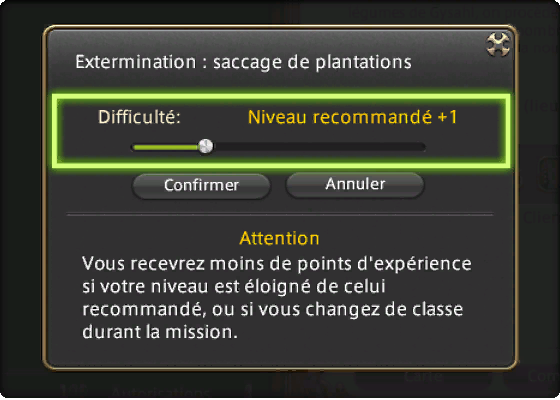 Extermination : saccage de plantations
Difficulté: Niveau recommandé +1
Confirmer Annuler
Attention
Vous recevrez moins de points d'expérience
si votre niveau est éloigné de celui
recommandé, ou si vous changez de classe
durant la mission.